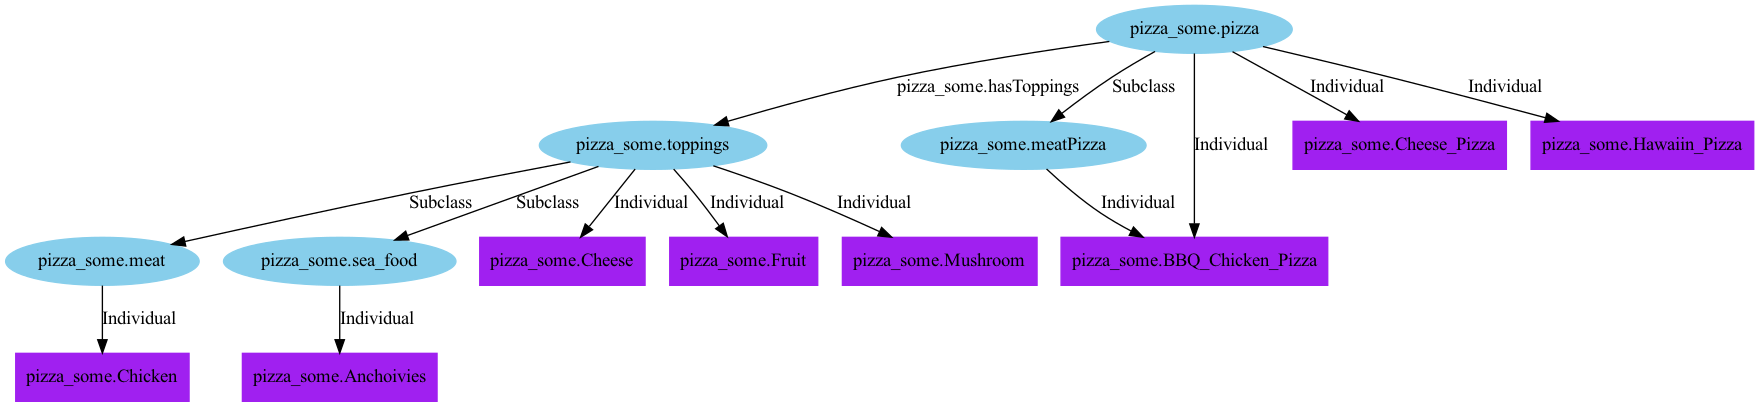 pizza_some.pizza
pizza_some.hasToppings
Subclass
Individual
Individual
pizza_some.toppings
pizza_some.meatPizza
Individual
pizza_some.Cheese_Pizza
pizza_some.Hawaiin_Pizza
Subclass
Subclass
Individual
Individual
Individual
Individual
pizza_some.meat
pizza_some.sea_food
pizza_some.Cheese
pizza_some.Fruit
pizza_some.Mushroom
pizza_some.BBQ_Chicken_Pizza
Individual
Individual
pizza_some.Chicken
pizza_some.Anchoivies